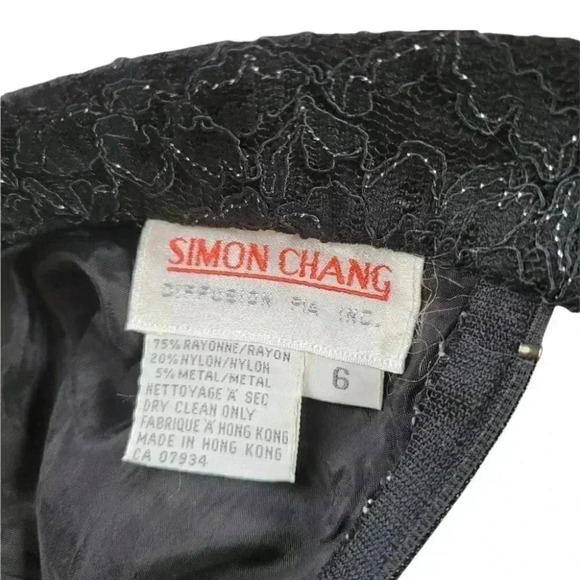 SIMON CHANG
DIFFUSION PIA INC.
75% RAYONNE/RAYON
20% NYLON/NYLON
5% METAL/METAL
NETTOYAGE "A" SEC
DRY CLEAN ONLY
FABRIQUE "A" HONG KONG
MADE IN HONG KONG
CA 07934
6